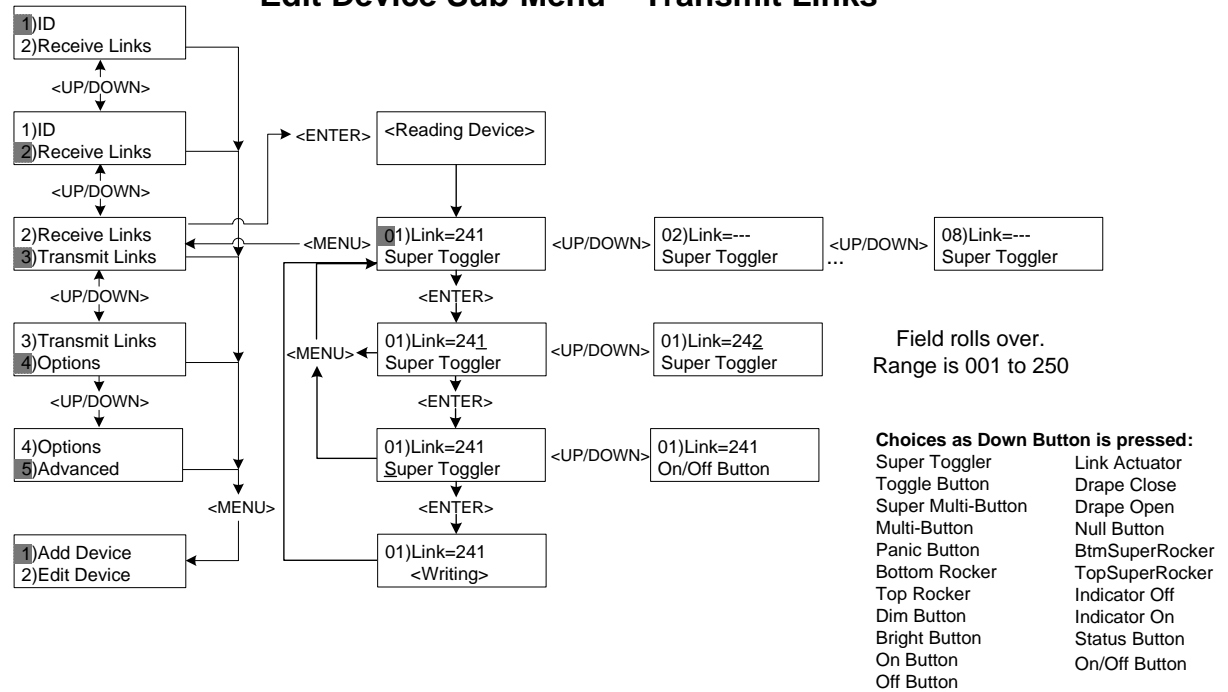 Edit Device Sub-Menu – Transmit Links
1)ID
2)Receive Links
<UP/DOWN>
1)ID
2)Receive Links
<UP/DOWN>
2)Receive Links
3)Transmit Links
<UP/DOWN>
3)Transmit Links
4)Options
<UP/DOWN>
4)Options
5)Advanced
<MENU>
1)Add Device
2)Edit Device
<ENTER>
<Reading Device>
<MENU>
01)Link=241
Super Toggler
<UP/DOWN>
02)Link=---
Super Toggler
<UP/DOWN>
...
08)Link=---
Super Toggler
<ENTER>
<MENU>
01)Link=241
Super Toggler
<UP/DOWN>
01)Link=242
Super Toggler
<ENTER>
01)Link=241
Super Toggler
<UP/DOWN>
01)Link=241
On/Off Button
<ENTER>
01)Link=241
<Writing>
Field rolls over.
Range is 001 to 250
Choices as Down Button is pressed:
Super Toggler
Toggle Button
Super Multi-Button
Multi-Button
Panic Button
Bottom Rocker
Top Rocker
Dim Button
Bright Button
On Button
Off Button
Link Actuator
Drape Close
Drape Open
Null Button
BtmSuperRocker
TopSuperRocker
Indicator Off
Indicator On
Status Button
On/Off Button